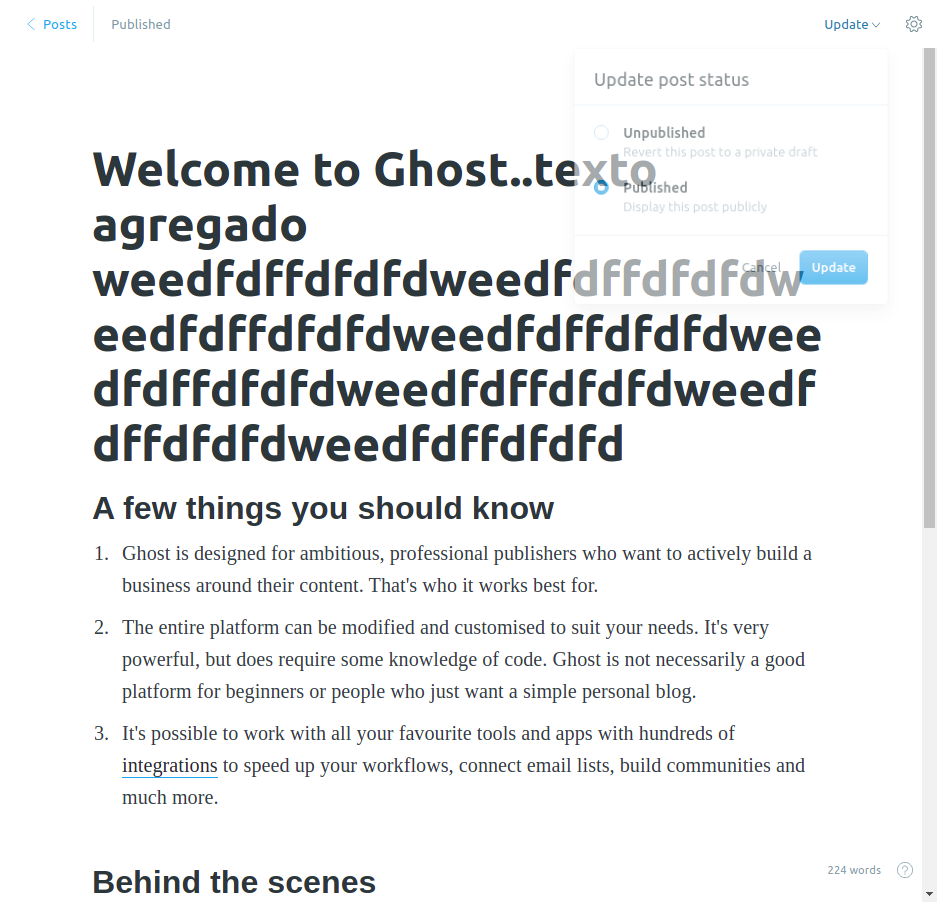 Posts
Published
Update
Update post status
Unpublished
Revert this post to a private draft
Published
Display this post publicly
Cancel
Update
Welcome to Ghost..texto
agregado
weedfdffdfdfdweedfdffdfdfdw
eedfdffdfdfdweedfdffdfdfdwee
dfdffdfdfdweedfdffdfdfdweedf
dffdfdfdweedfdffdfdfd
A few things you should know
1. Ghost is designed for ambitious, professional publishers who want to actively build a
business around their content. That's who it works best for.
2. The entire platform can be modified and customised to suit your needs. It's very
powerful, but does require some knowledge of code. Ghost is not necessarily a good
platform for beginners or people who just want a simple personal blog.
3. It's possible to work with all your favourite tools and apps with hundreds of
integrations to speed up your workflows, connect email lists, build communities and
much more.
Behind the scenes
224 words
?